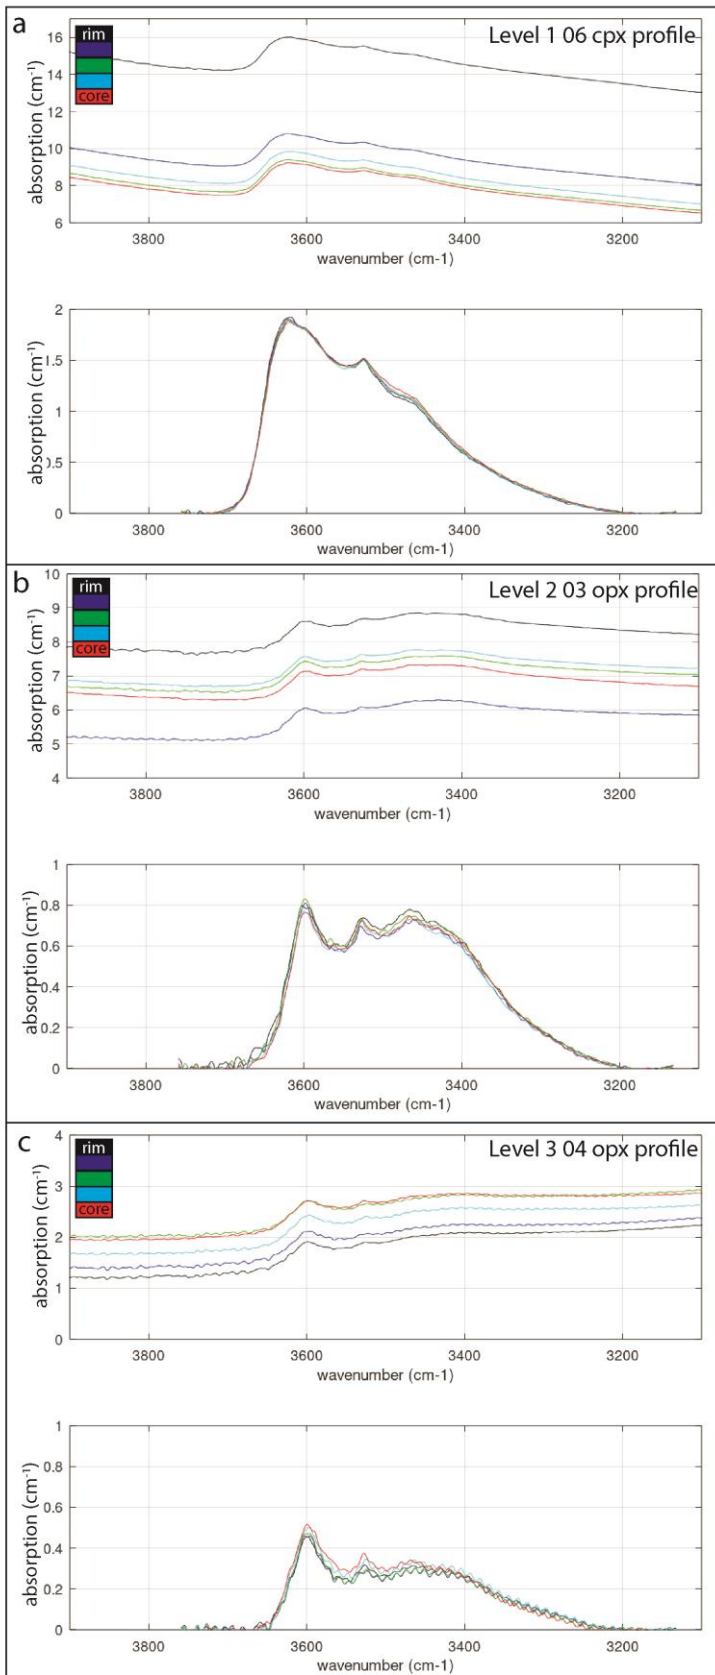 a
rim
core
Level 1 06 cpx profile
absorption (cm⁻¹)
16
14
12
10
8
6
3800
3600
3400
3200
wavenumber (cm-1)
absorption (cm⁻¹)
2
1.5
1
0.5
0
3800
3600
3400
3200
wavenumber (cm-1)
b
rim
core
Level 2 03 opx profile
absorption (cm⁻¹)
10
9
8
7
6
5
4
3800
3600
3400
3200
wavenumber (cm-1)
absorption (cm⁻¹)
1
0.8
0.6
0.4
0.2
0
3800
3600
3400
3200
wavenumber (cm-1)
c
rim
core
Level 3 04 opx profile
absorption (cm⁻¹)
4
3
2
1
0
3800
3600
3400
3200
wavenumber (cm-1)
absorption (cm⁻¹)
1
0.8
0.6
0.4
0.2
0
3800
3600
3400
3200
wavenumber (cm-1)